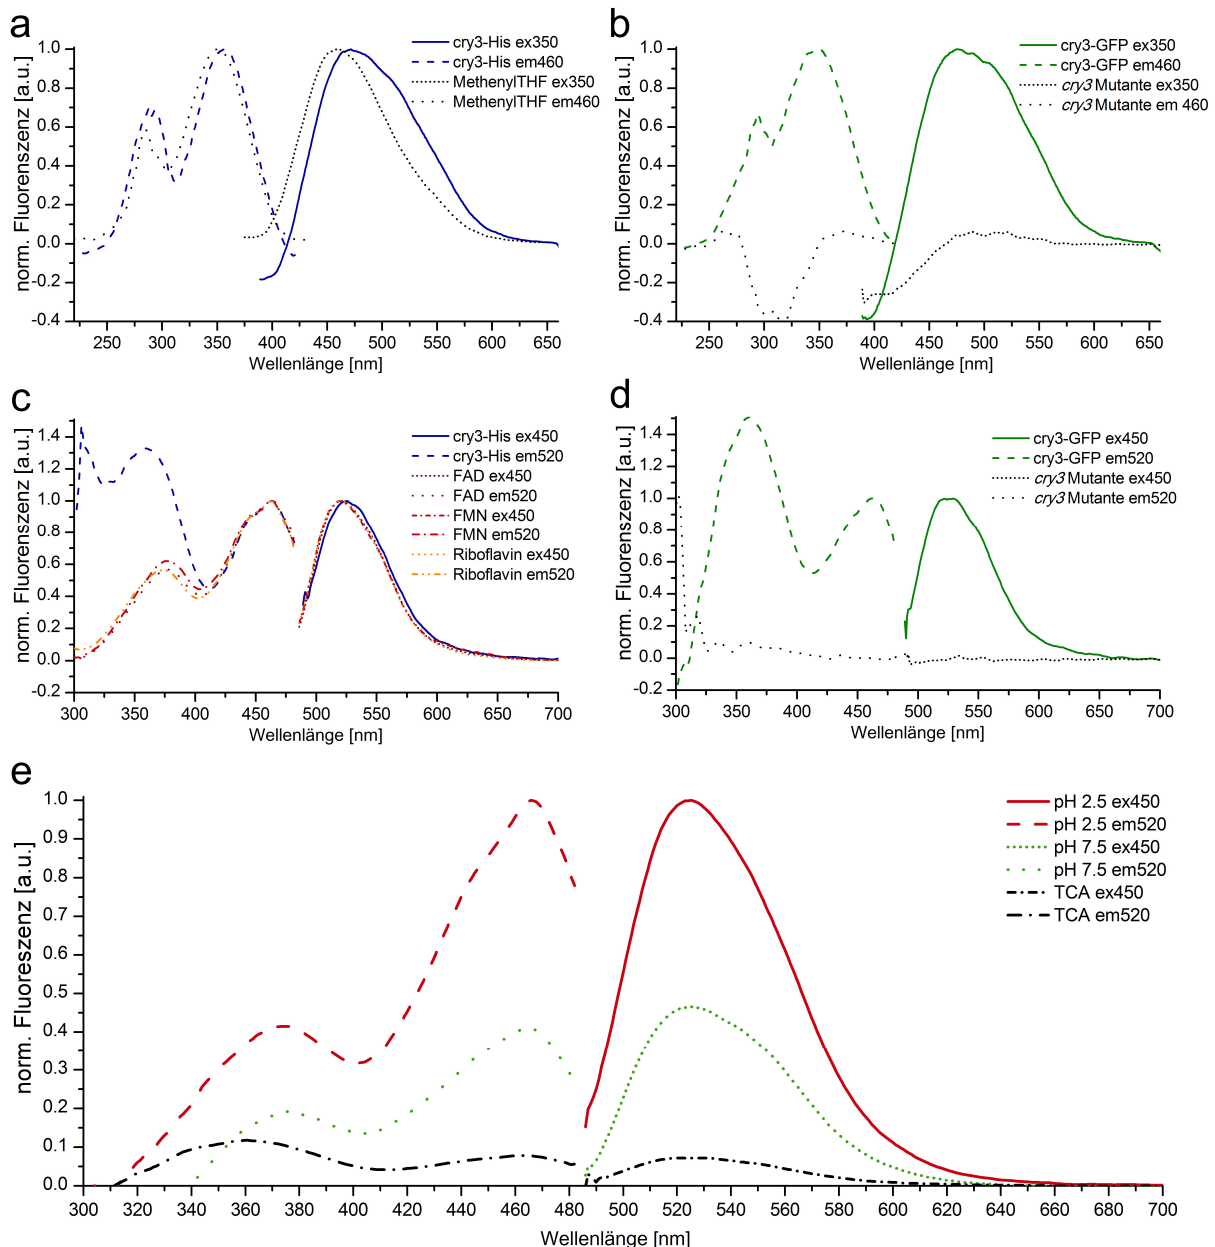 a
norm. Fluorenszenz [a.u.]
1.0
0.8
0.6
0.4
0.2
0.0
-0.2
-0.4
250 300 350 400 450 500 550 600 650
Wellenlänge [nm]
cry3-His ex350
cry3-His em460
MethenylTHF ex350
MethenylTHF em460
b
norm. Fluorenszenz [a.u.]
1.0
0.8
0.6
0.4
0.2
0.0
-0.2
-0.4
250 300 350 400 450 500 550 600 650
Wellenlänge [nm]
cry3-GFP ex350
cry3-GFP em460
cry3 Mutante ex350
cry3 Mutante em 460
c
norm. Fluoreszenz [a.u.]
1.4
1.2
1.0
0.8
0.6
0.4
0.2
0.0
-0.2
300 350 400 450 500 550 600 650 700
Wellenlänge [nm]
cry3-His ex450
cry3-His em520
FAD ex450
FAD em520
FMN ex450
FMN em520
Riboflavin ex450
Riboflavin em520
d
norm. Fluoreszenz [a.u.]
1.4
1.2
1.0
0.8
0.6
0.4
0.2
0.0
-0.2
300 350 400 450 500 550 600 650 700
Wellenlänge [nm]
cry3-GFP ex450
cry3-GFP em520
cry3 Mutante ex450
cry3 Mutante em520
e
norm. Fluoreszenz [a.u.]
1.0
0.9
0.8
0.7
0.6
0.5
0.4
0.3
0.2
0.1
0.0
300 320 340 360 380 400 420 440 460 480 500 520 540 560 580 600 620 640 660 680 700
Wellenlänge [nm]
pH 2.5 ex450
pH 2.5 em520
pH 7.5 ex450
pH 7.5 em520
TCA ex450
TCA em520